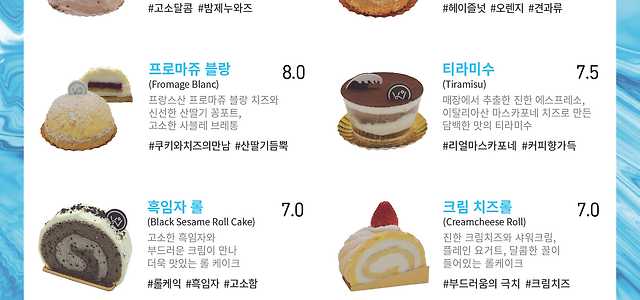 #고소달콤 #밤제누와즈
#헤이즐넛 #오렌지 #견과류
프로마쥬 블랑 8.0
(Fromage Blanc)
프랑스산 프로마쥬 블랑 치즈와
신선한 산딸기 꽁포트,
고소한 사블레 브레통
#쿠키와치즈의만남 #산딸기듬뿍
티라미수 7.5
(Tiramisu)
매장에서 추출한 진한 에스프레소,
이탈리아산 마스카포네 치즈로 만든
담백한 맛의 티라미수
#리얼마스카포네 #커피향가득
흑임자 롤 7.0
(Black Sesame Roll Cake)
고소한 흑임자와
부드러운 크림이 만나
더욱 맛있는 롤 케이크
#롤케익 #흑임자 #고소함
크림 치즈롤 7.0
(Creamcheese Roll)
진한 크림치즈와 샤워크림,
플레인 요거트, 달콤한 꿀이
들어있는 롤케이크
#부드러움의 극치 #크림치즈